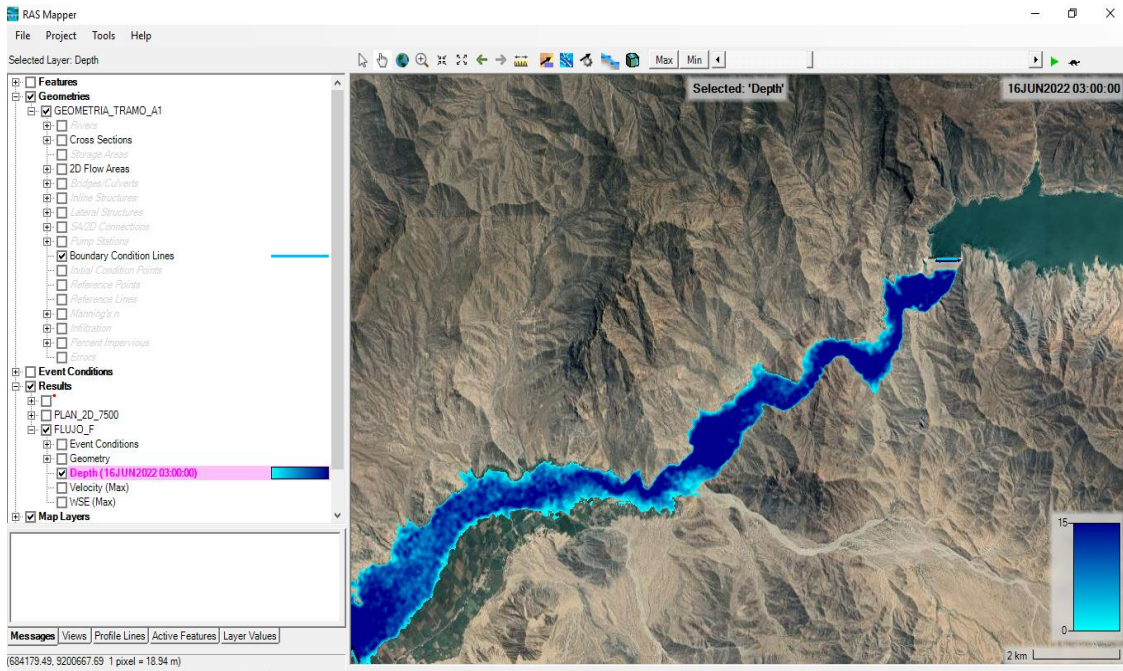 RAS Mapper
File Project Tools Help
Selected Layer: Depth
Max Min
Features
Geometries
GEOMETRIA_TRAMO_A1
Rivers
Cross Sections
Storage Areas
2D Flow Areas
Bridges/Culverts
Inline Structures
Lateral Structures
SA/2D Connections
Pump Stations
Boundary Condition Lines
Initial Condition Points
Reference Points
Reference Lines
Manning's n
Infiltration
Percent Impervious
Errors
Event Conditions
Results
PLAN_2D_7500
FLUJO_F
Event Conditions
Geometry
Depth (16JUN2022 03:00:00)
Velocity (Max)
WSE (Max)
Map Layers
Selected: 'Depth'
16JUN2022 03:00:00
15
0
2 km
Messages Views Profile Lines Active Features Layer Values
(684179.49, 9200667.69 1 pixel = 18.94 m)